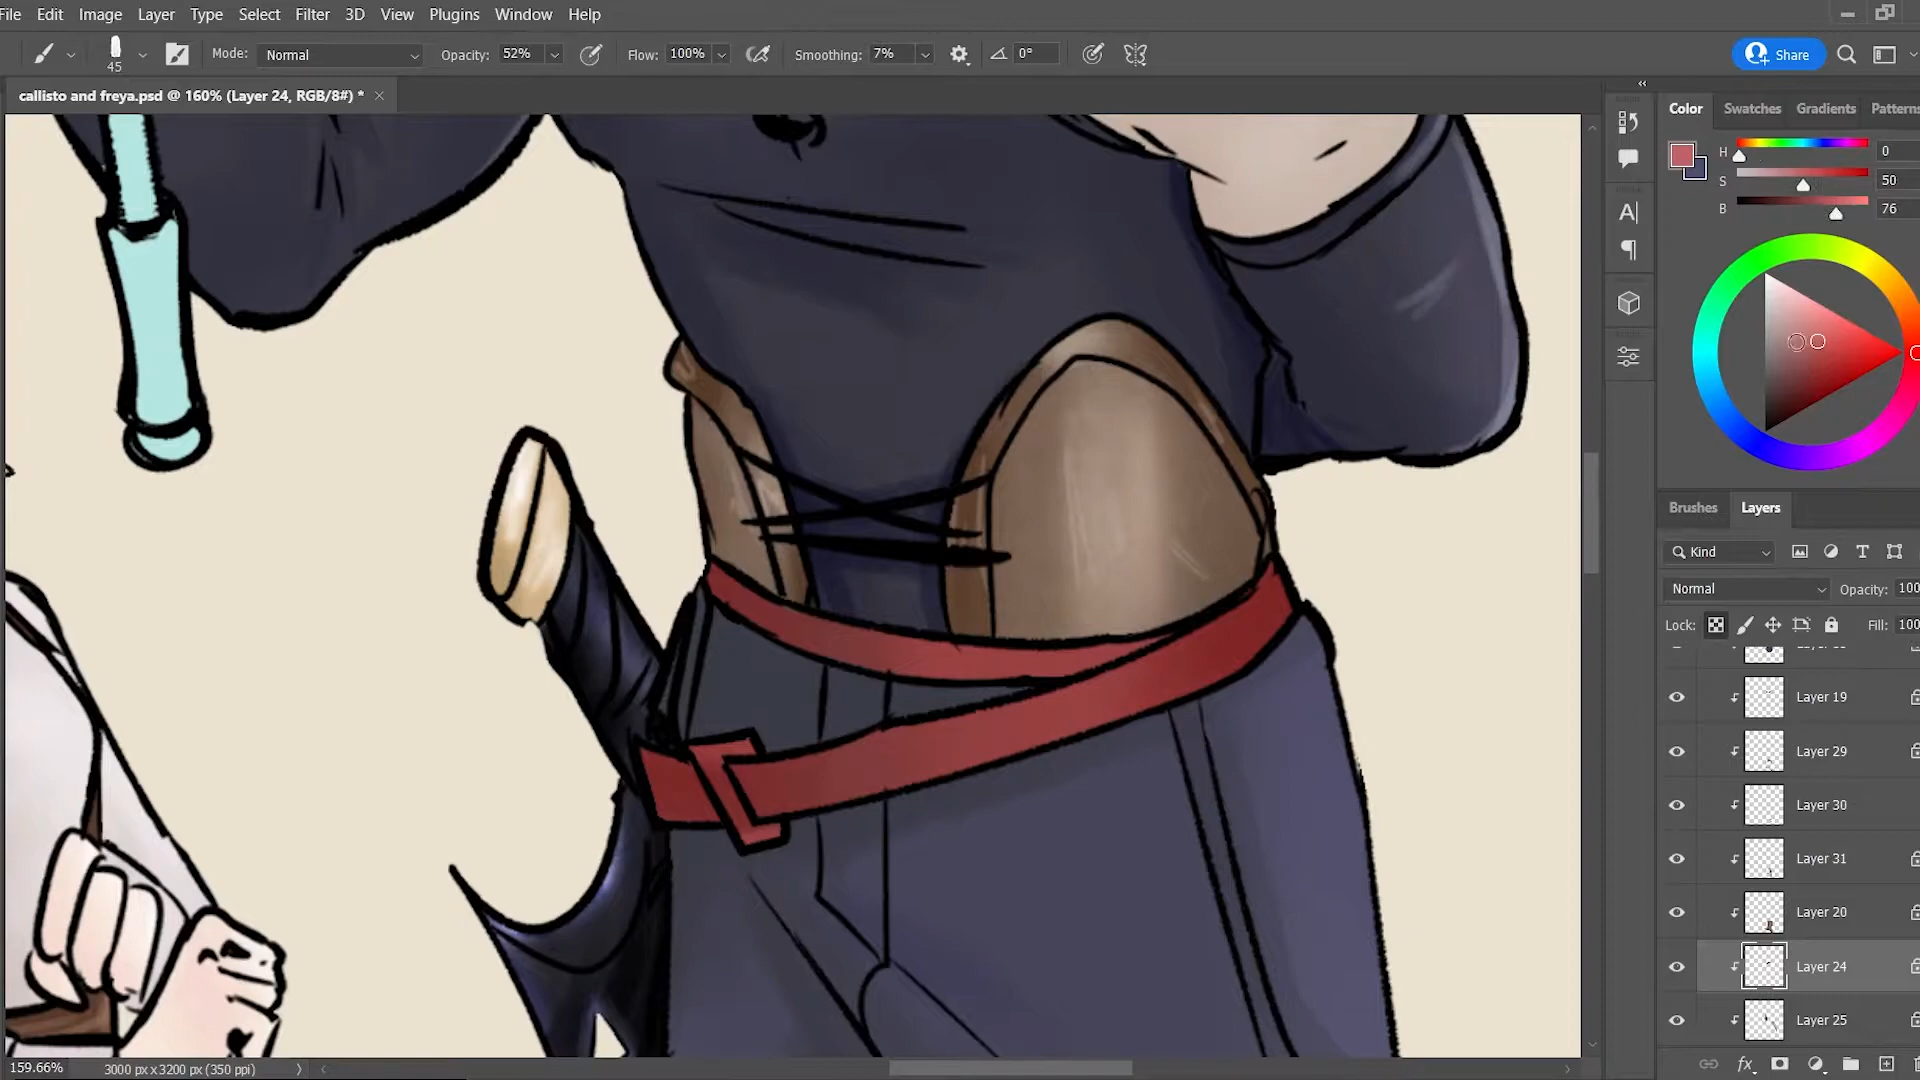 File Edit Image Layer Type Select Filter 3D View Plugins Window Help
45 Mode: Normal Opacity: 52% Flow: 100% Smoothing: 7% 0° Share
callisto and freya.psd @ 160% (Layer 24, RGB/8#) *
Color Swatches Gradients Patterns
H 0
S 50
B 76
Brushes Layers
Kind
Normal Opacity: 100
Lock: Fill: 100
Layer 19
Layer 29
Layer 30
Layer 31
Layer 20
Layer 24
Layer 25
159.66% 3000 px x 3200 px (350 ppi)